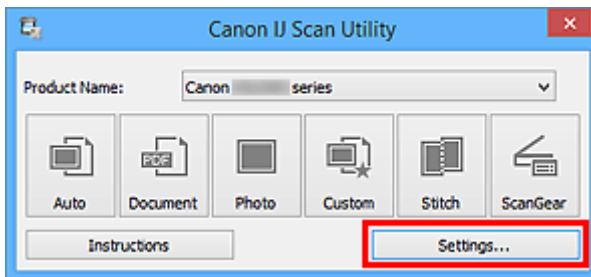 Canon IJ Scan Utility
Product Name: Canon series
PDF
Auto Document Photo Custom Stitch ScanGear
Instructions Settings...